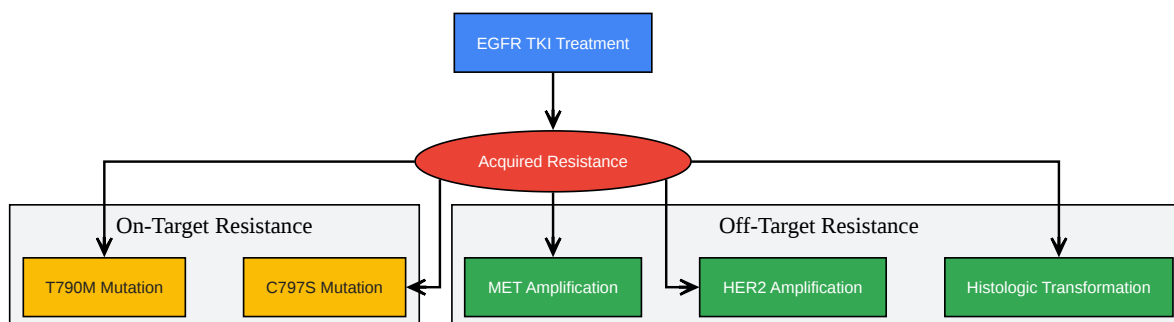 EGFR TKI Treatment
Acquired Resistance
On-Target Resistance
Off-Target Resistance
T790M Mutation
C797S Mutation
MET Amplification
HER2 Amplification
Histologic Transformation